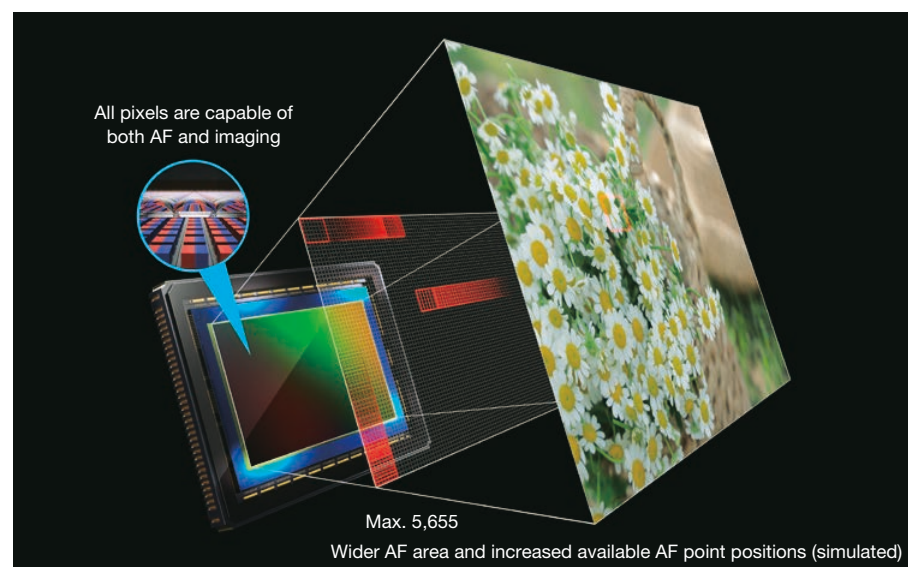 All pixels are capable of
both AF and imaging
Max. 5,655
Wider AF area and increased available AF point positions (simulated)